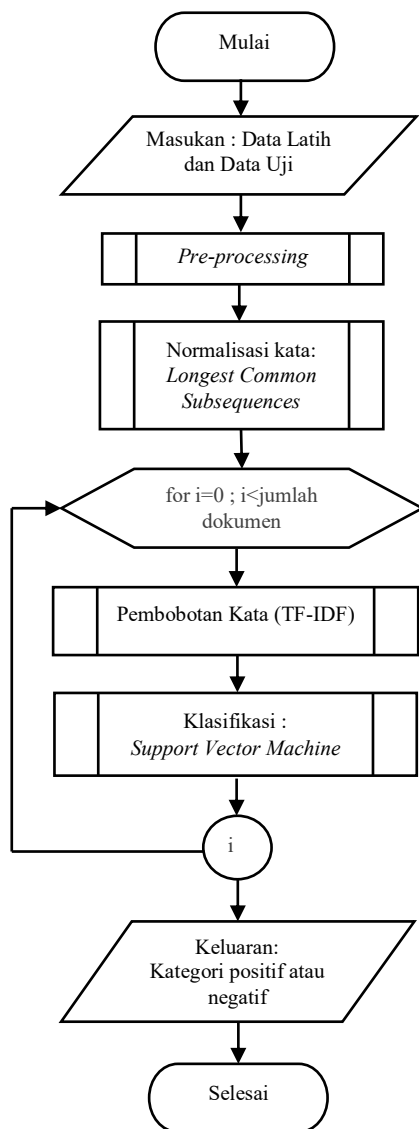 Mulai
Masukan : Data Latih
dan Data Uji
Pre-processing
Normalisasi kata:
Longest Common
Subsequences
for i=0 ; i<jumlah
dokumen
Pembobotan Kata (TF-IDF)
Klasifikasi :
Support Vector Machine
i
Keluaran:
Kategori positif atau
negatif
Selesai